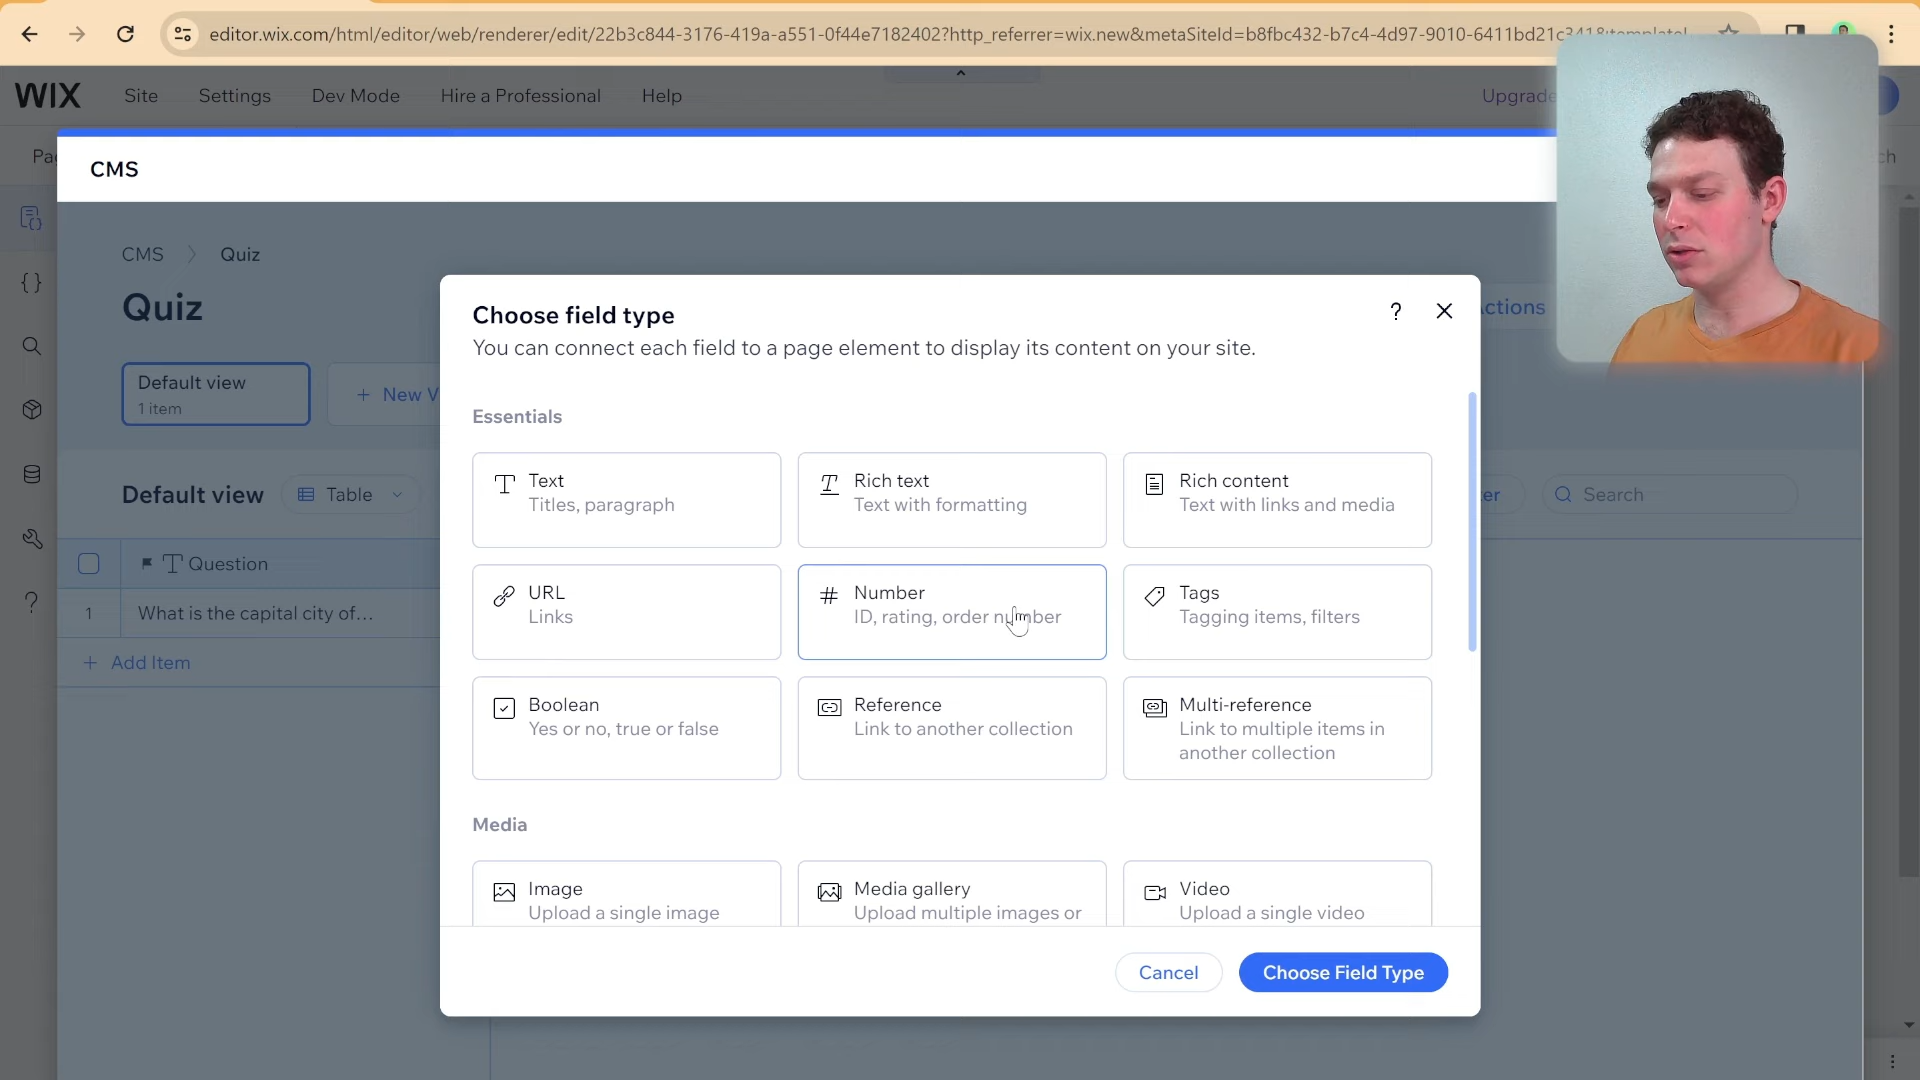 editor.wix.com/html/editor/web/renderer/edit/22b3c844-3176-419a-a551-0f44e7182402?http_referrer=wix.new&metaSiteId=b8fbc432-b7c4-4d97-9010-6411bd21c341&templateI
WIX Site Settings Dev Mode Hire a Professional Help Upgrade
CMS
CMS > Quiz
Quiz
Actions
Default view
1 item
+ New V
Default view Table
Search
Question
1 What is the capital city of...
+ Add Item
Choose field type
?
You can connect each field to a page element to display its content on your site.
Essentials
Text
Titles, paragraph
Rich text
Text with formatting
Rich content
Text with links and media
URL
Links
Number
ID, rating, order number
Tags
Tagging items, filters
Boolean
Yes or no, true or false
Reference
Link to another collection
Multi-reference
Link to multiple items in
another collection
Media
Image
Upload a single image
Media gallery
Upload multiple images or
Video
Upload a single video
Cancel Choose Field Type